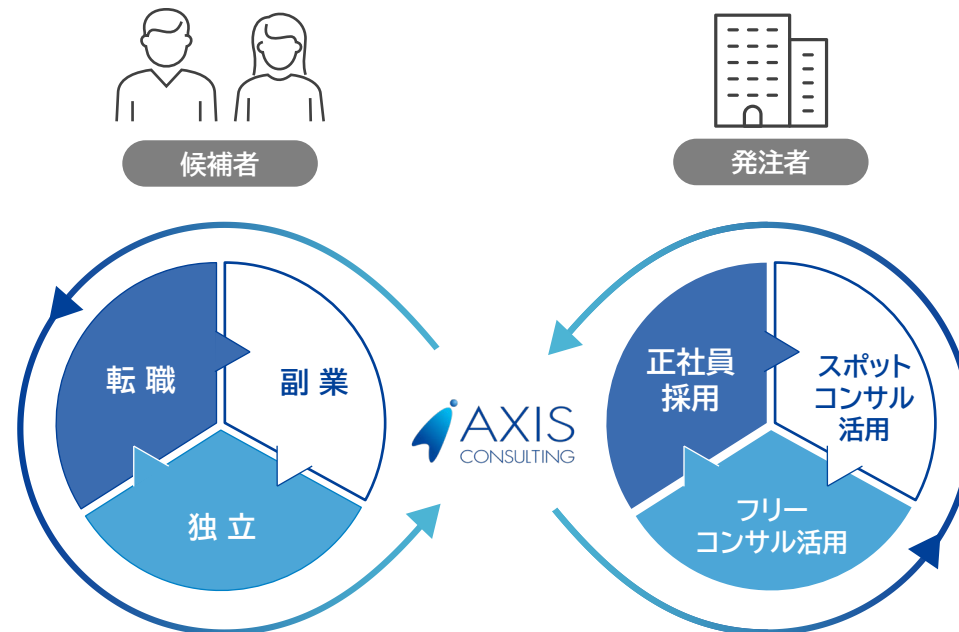 候補者
発注者
転職
副業
独立
AXIS
CONSULTING
正社員
採用
スポット
コンサル
活用
フリー
コンサル活用